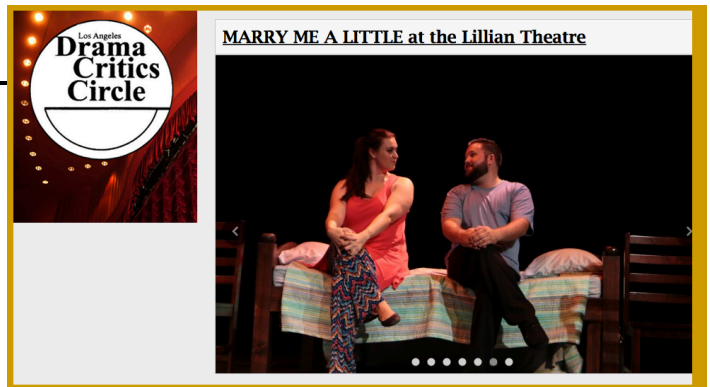 Los Angeles
Drama
Critics
Circle
MARRY ME A LITTLE at the Lillian Theatre